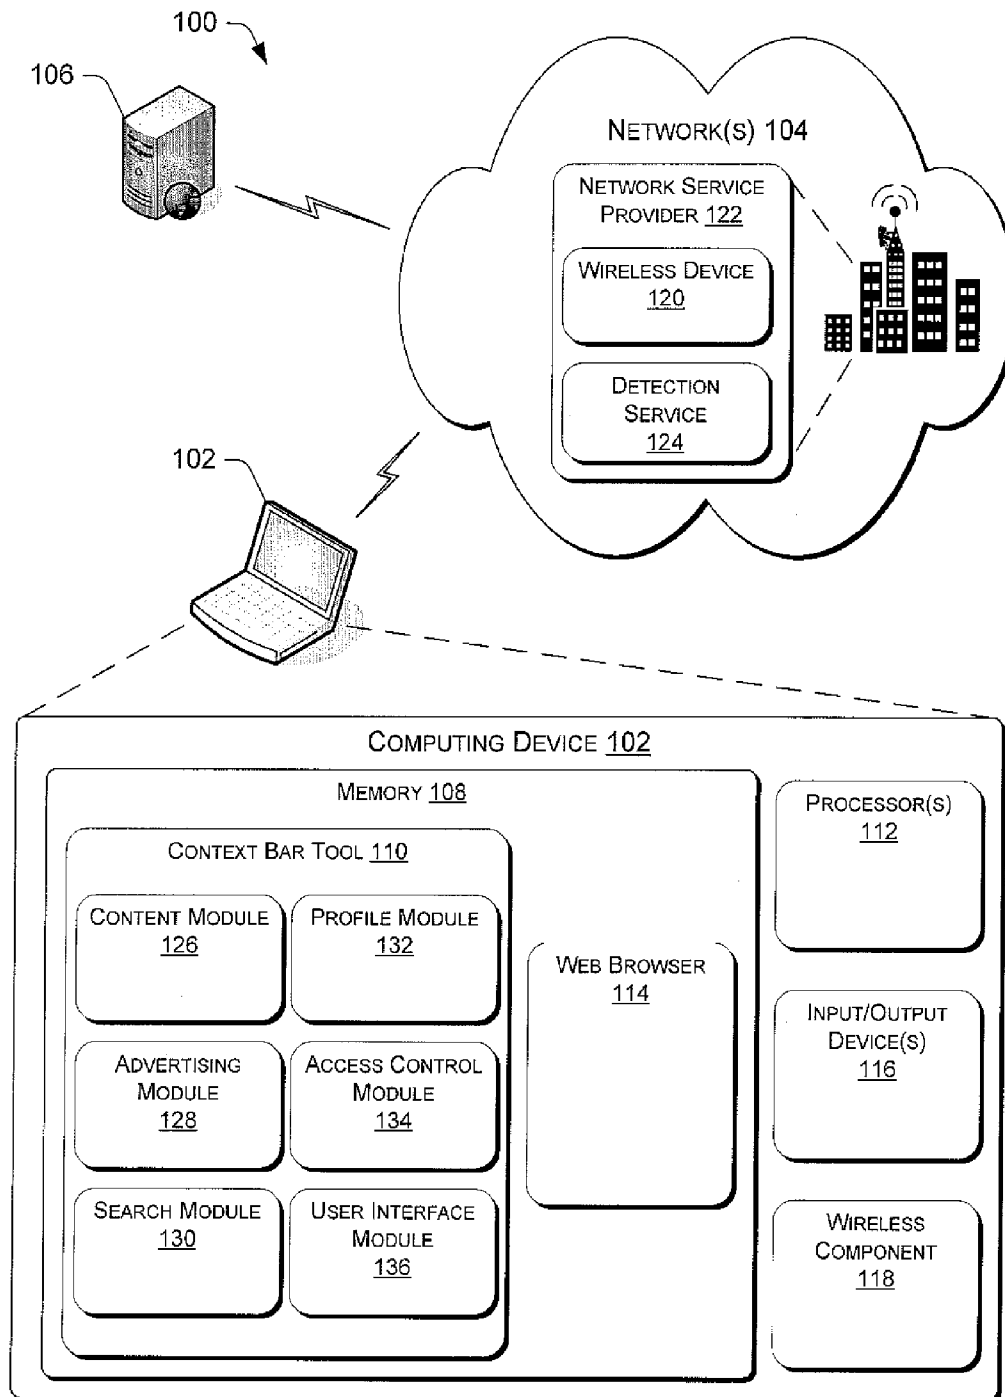 100
106
NETWORK(S) 104
NETWORK SERVICE
PROVIDER 122
WIRELESS DEVICE
120
DETECTION
SERVICE
124
102
COMPUTING DEVICE 102
MEMORY 108
CONTEXT BAR TOOL 110
CONTENT MODULE
126
PROFILE MODULE
132
ADVERTISING
MODULE
128
ACCESS CONTROL
MODULE
134
SEARCH MODULE
130
USER INTERFACE
MODULE
136
WEB BROWSER
114
PROCESSOR(S)
112
INPUT/OUTPUT
DEVICE(S)
116
WIRELESS
COMPONENT
118